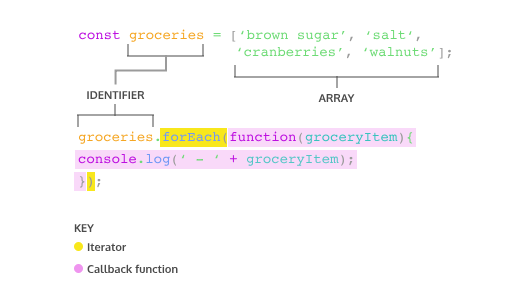 const groceries = [‘brown sugar’, ‘salt’,
‘cranberries’, ‘walnuts’];
IDENTIFIER
ARRAY
groceries.forEach(function(groceryItem){
console.log(‘ – ‘ + groceryItem);
});
KEY
Iterator
Callback function